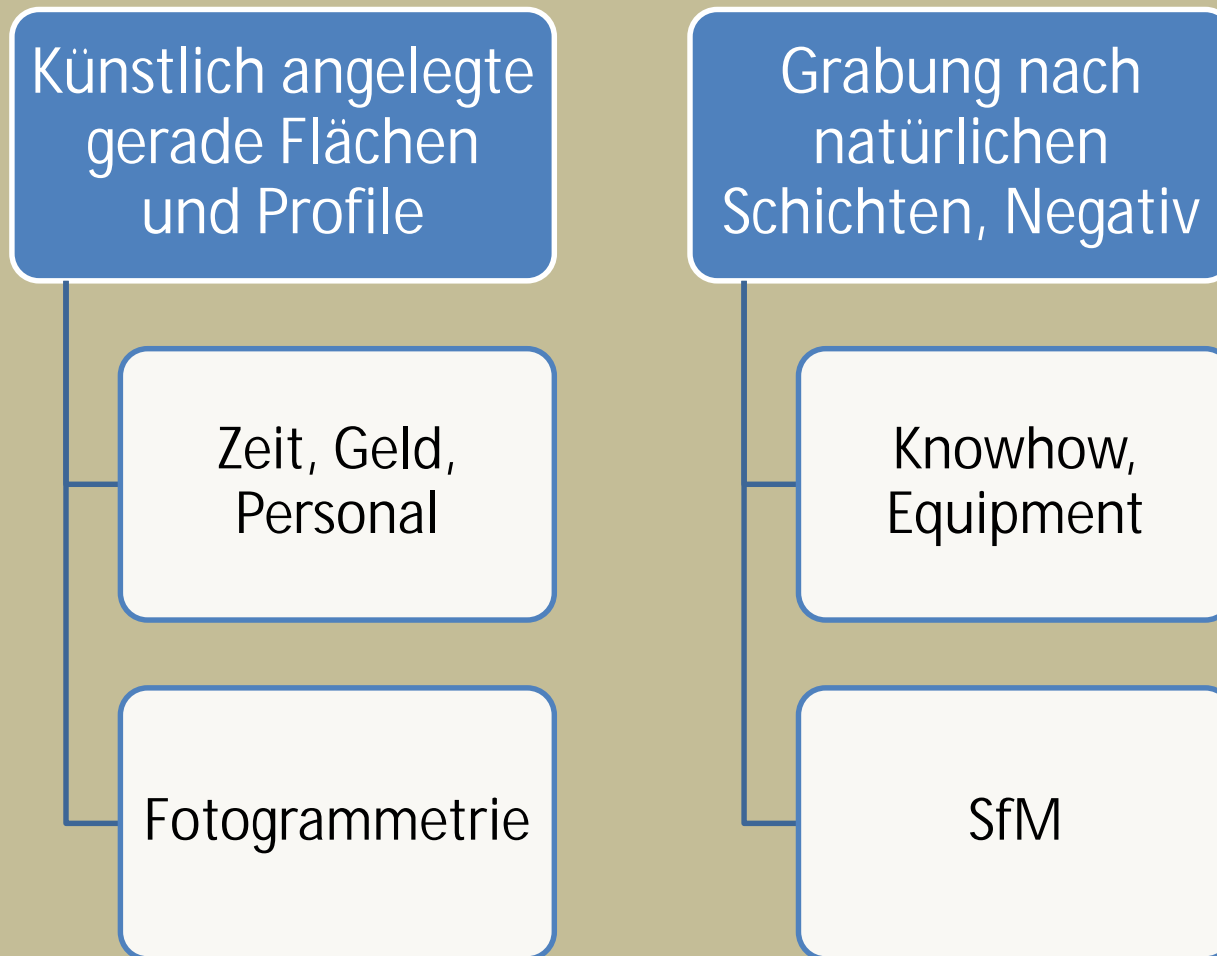 Künstlich angelegte
gerade Flächen
und Profile
Zeit, Geld,
Personal
Fotogrammetrie
Grabung nach
natürlichen
Schichten, Negativ
Knowhow,
Equipment
SfM